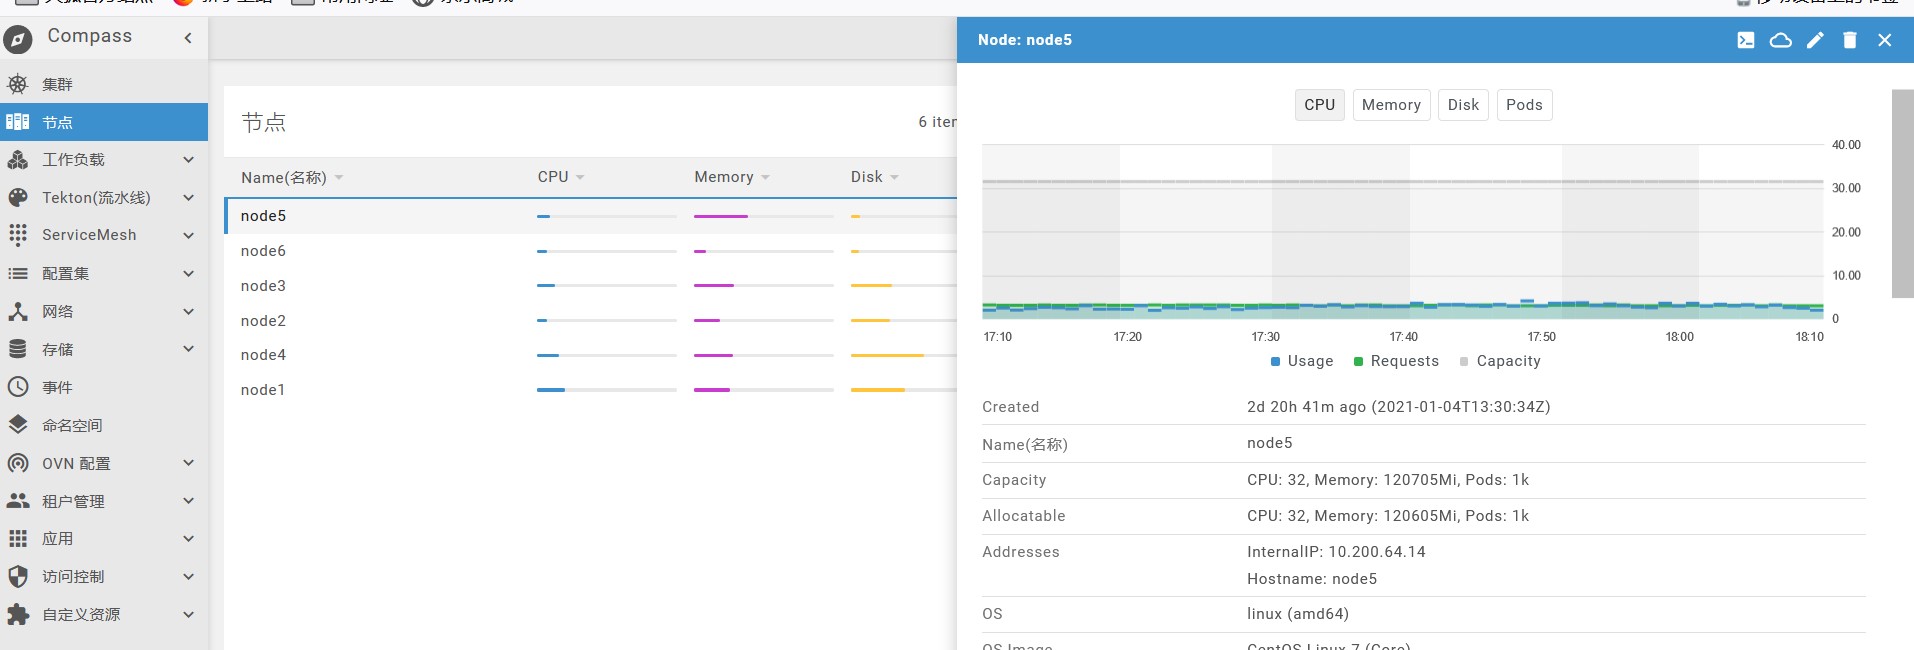 Compass
集群
节点
工作负载
Tekton(流水线)
ServiceMesh
配置集
网络
存储
事件
命名空间
OVN 配置
租户管理
应用
访问控制
自定义资源
节点
Name(名称) CPU Memory Disk
node5
node6
node3
node2
node4
node1
Node: node5
CPU Memory Disk Pods
40.00
30.00
20.00
10.00
0
17:10 17:20 17:30 17:40 17:50 18:00 18:10
Usage Requests Capacity
Created 2d 20h 41m ago (2021-01-04T13:30:34Z)
Name(名称) node5
Capacity CPU: 32, Memory: 120705Mi, Pods: 1k
Allocatable CPU: 32, Memory: 120605Mi, Pods: 1k
Addresses InternalIP: 10.200.64.14
Hostname: node5
OS linux (amd64)
OS Image CentOS Linux 7 (Core)